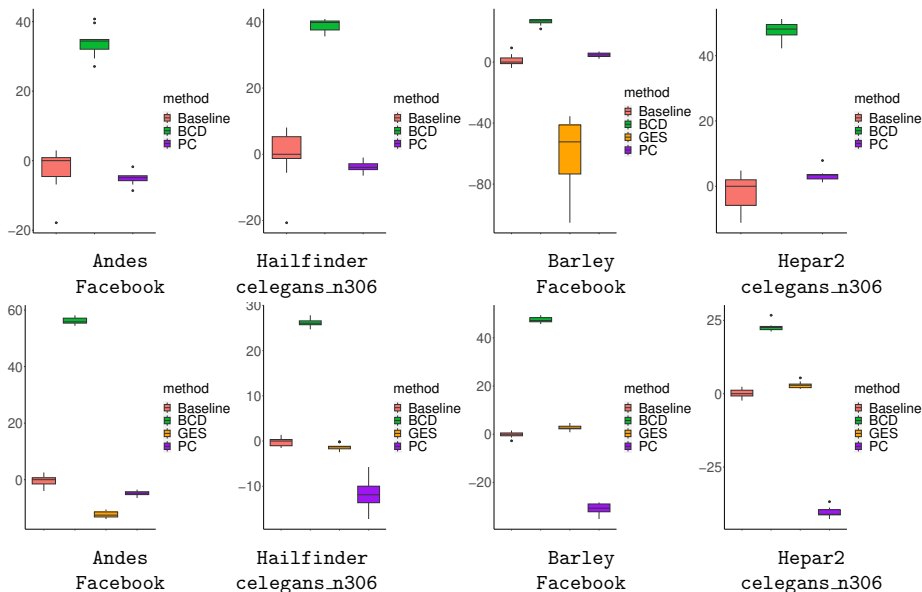 40
20
0
−20
method
Baseline
BCD
PC
Andes
Facebook
40
20
0
−20
method
Baseline
BCD
PC
Hailfinder
celegans_n306
0
−40
−80
method
Baseline
BCD
GES
PC
Barley
Facebook
40
20
0
method
Baseline
BCD
PC
Hepar2
celegans_n306
60
40
20
0
method
Baseline
BCD
GES
PC
Andes
Facebook
30
20
10
0
−10
method
Baseline
BCD
GES
PC
Hailfinder
celegans_n306
40
20
0
−20
method
Baseline
BCD
GES
PC
Barley
Facebook
25
0
−25
method
Baseline
BCD
GES
PC
Hepar2
celegans_n306